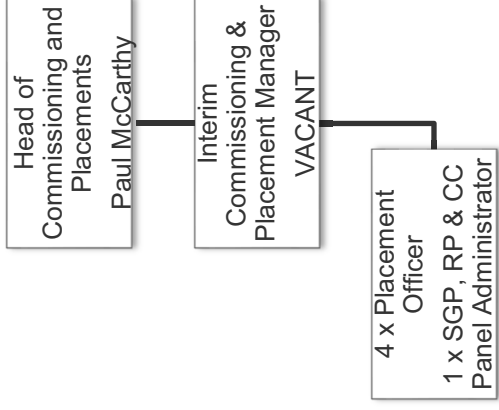 Head of
Commissioning and
Placements
Paul McCarthy
Interim
Commissioning &
Placement Manager
VACANT
4 x Placement
Officer
1 x SGP, RP & CC
Panel Administrator